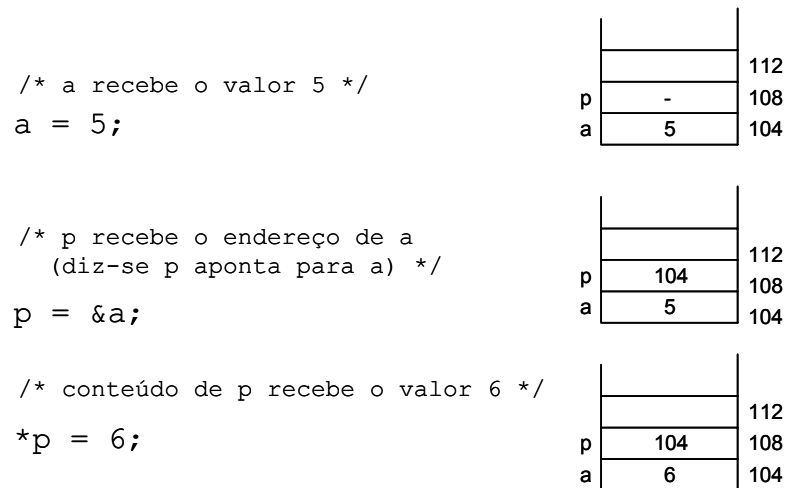 /* a recebe o valor 5 */
a = 5;
112
p - 108
a 5 104
/* p recebe o endereço de a
(diz-se p aponta para a) */
p = &a;
112
p 104 108
a 5 104
/* conteúdo de p recebe o valor 6 */
*p = 6;
112
p 104 108
a 6 104